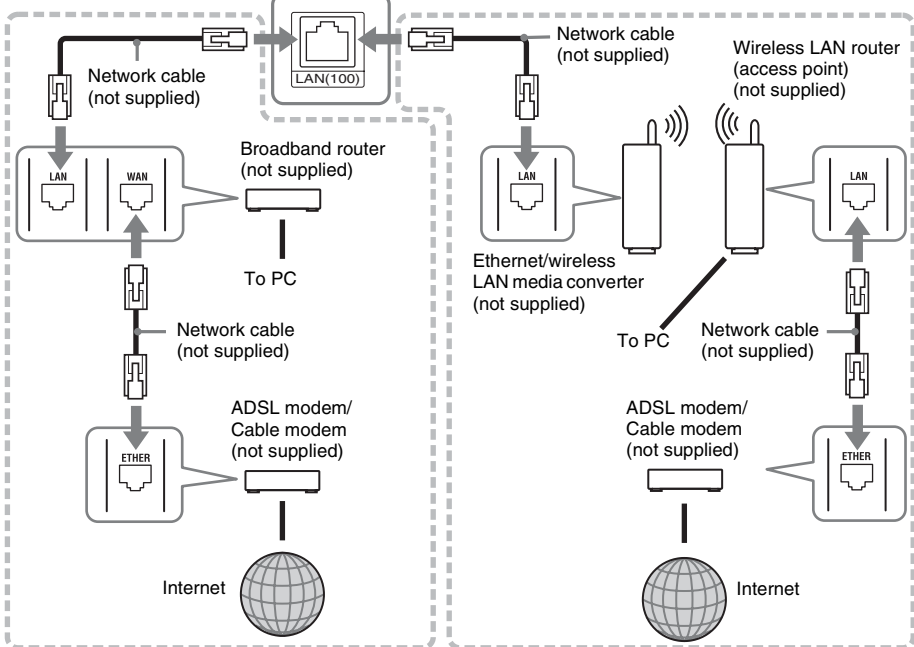 LAN(100)
Network cable
(not supplied)
LAN
WAN
Broadband router
(not supplied)
To PC
Network cable
(not supplied)
ETHER
ADSL modem/
Cable modem
(not supplied)
Internet
Network cable
(not supplied)
Wireless LAN router
(access point)
(not supplied)
LAN
LAN
Ethernet/wireless
LAN media converter
(not supplied)
To PC
Network cable
(not supplied)
ADSL modem/
Cable modem
(not supplied)
ETHER
Internet